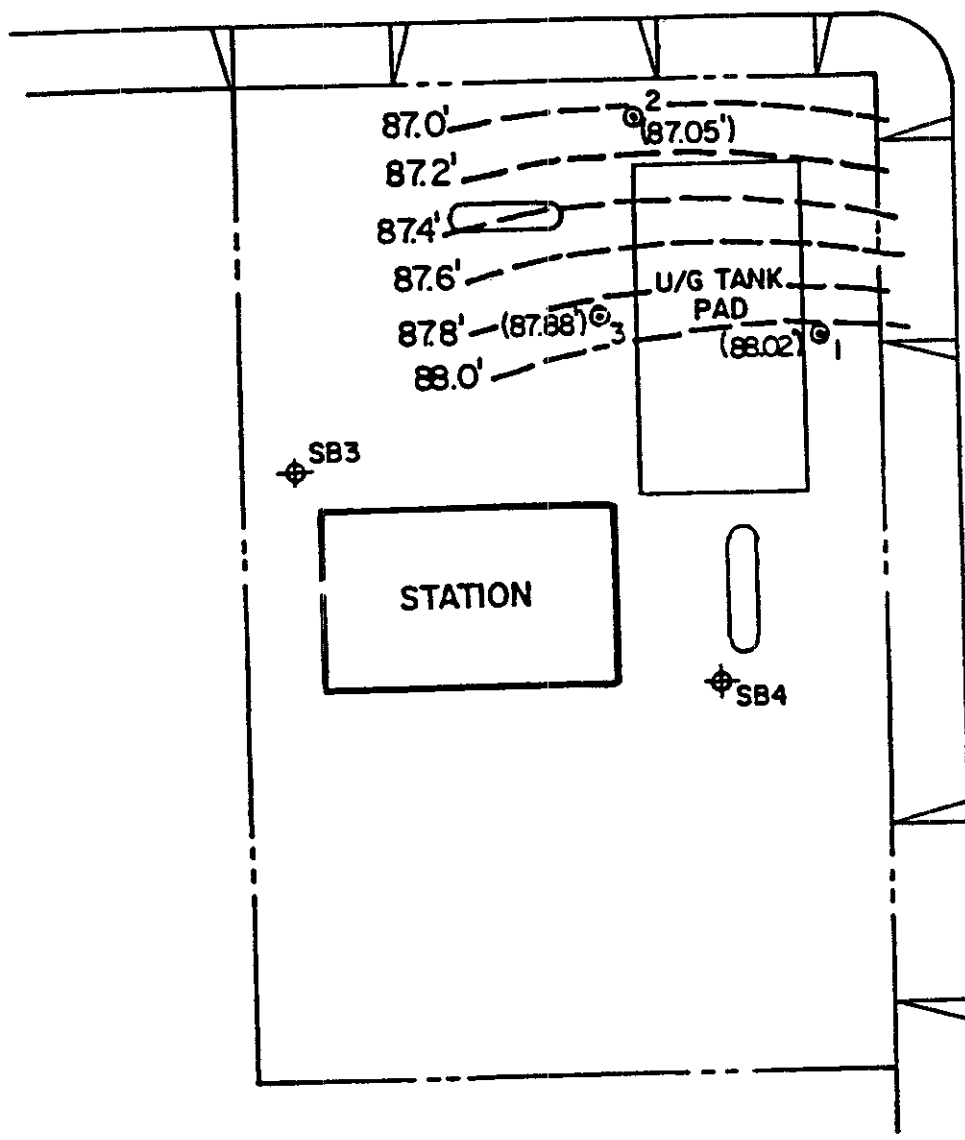 2
87.0'
(87.05')
87.2'
87.4'
87.6'
U/G TANK
PAD
87.8'
(87.88')
3
(88.02')
1
88.0'
SB3
STATION
SB4